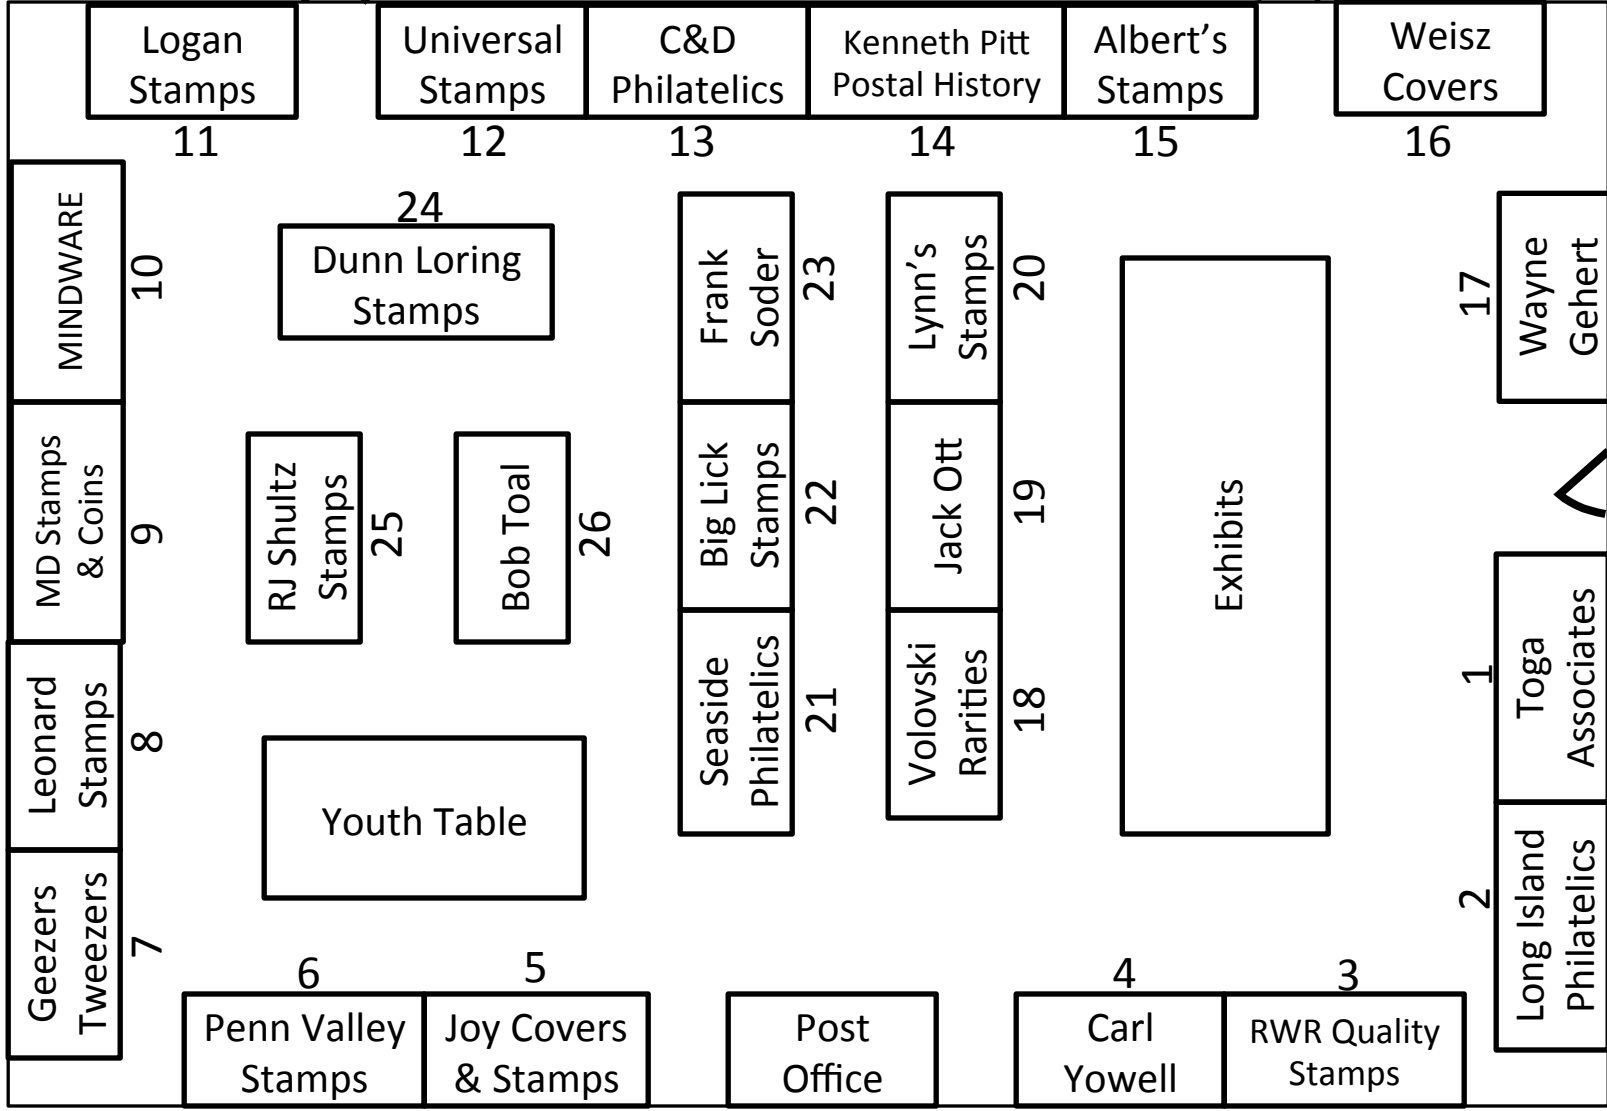 Logan
Stamps
11
Universal
Stamps
12
C&D
Philatelics
13
Kenneth Pitt
Postal History
14
Albert’s
Stamps
15
Weisz
Covers
16
MINDWARE
10
24
Dunn Loring
Stamps
Frank
Soder
23
Lynn’s
Stamps
20
17
Wayne
Gehert
MD Stamps
& Coins
9
RJ Shultz
Stamps
25
Bob Toal
26
Big Lick
Stamps
22
Jack Ott
19
Exhibits
Leonard
Stamps
8
Seaside
Philatelics
21
Volovski
Rarities
18
1
Toga
Associates
Youth Table
Geezers
Tweezers
7
2
Long Island
Philatelics
6
Penn Valley
Stamps
5
Joy Covers
& Stamps
Post
Office
4
Carl
Yowell
3
RWR Quality
Stamps